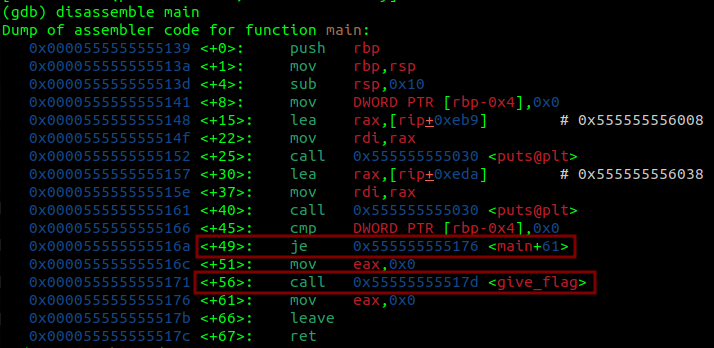 (gdb) disassemble main
Dump of assembler code for function main:
0x0000555555555139 <+0>: push rbp
0x000055555555513a <+1>: mov rbp,rsp
0x000055555555513d <+4>: sub rsp,0x10
0x0000555555555141 <+8>: mov DWORD PTR [rbp-0x4],0x0
0x0000555555555148 <+15>: lea rax,[rip+0xeb9] # 0x555555556008
0x000055555555514f <+22>: mov rdi,rax
0x0000555555555152 <+25>: call 0x555555555030 <puts@plt>
0x0000555555555157 <+30>: lea rax,[rip+0xeda] # 0x555555556038
0x000055555555515e <+37>: mov rdi,rax
0x0000555555555161 <+40>: call 0x555555555030 <puts@plt>
0x0000555555555166 <+45>: cmp DWORD PTR [rbp-0x4],0x0
0x000055555555516a <+49>: je 0x555555555176 <main+61>
0x000055555555516c <+51>: mov eax,0x0
0x0000555555555171 <+56>: call 0x55555555517d <give_flag>
0x0000555555555176 <+61>: mov eax,0x0
0x000055555555517b <+66>: leave
0x000055555555517c <+67>: ret